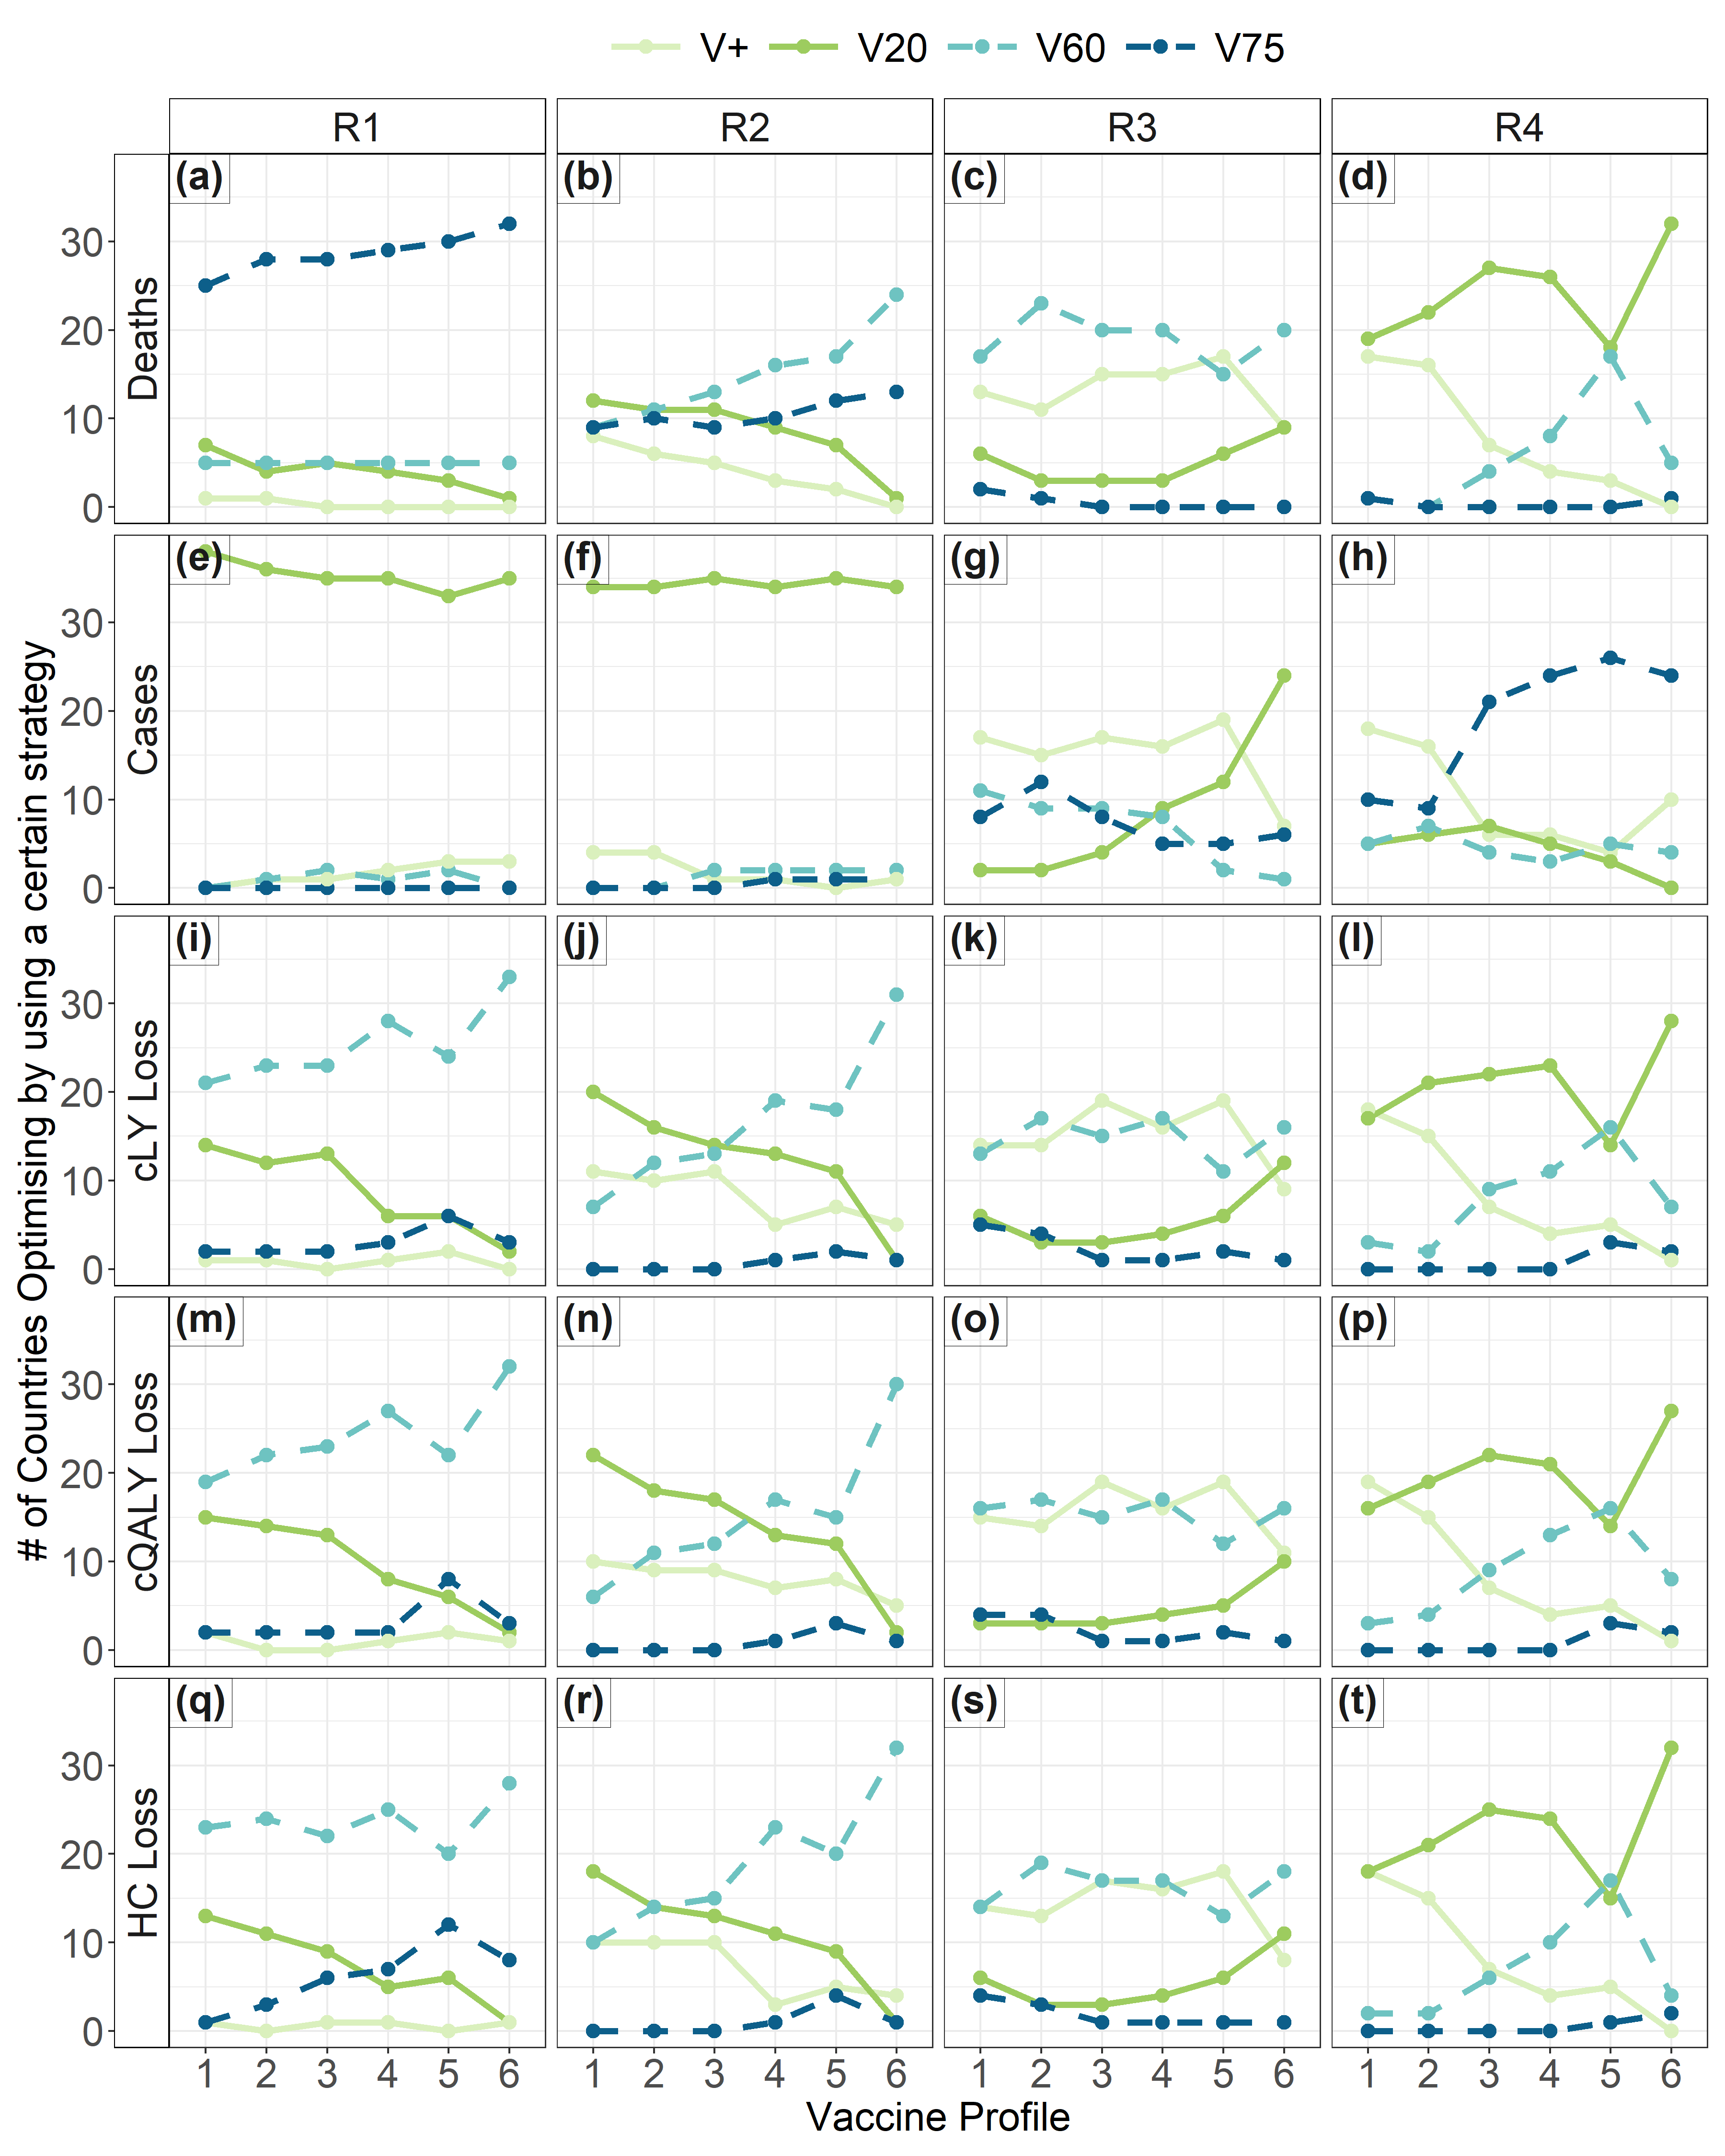 V+ V20 V60 V75
R1 R2 R3 R4
# of Countries Optimising by using a certain strategy
Deaths
(a) (b) (c) (d)
30
20
10
0
Cases
(e) (f) (g) (h)
30
20
10
0
cLY Loss
(i) (j) (k) (l)
30
20
10
0
cQALY Loss
(m) (n) (o) (p)
30
20
10
0
HC Loss
(q) (r) (s) (t)
30
20
10
0
1 2 3 4 5 6 1 2 3 4 5 6 1 2 3 4 5 6 1 2 3 4 5 6
Vaccine Profile